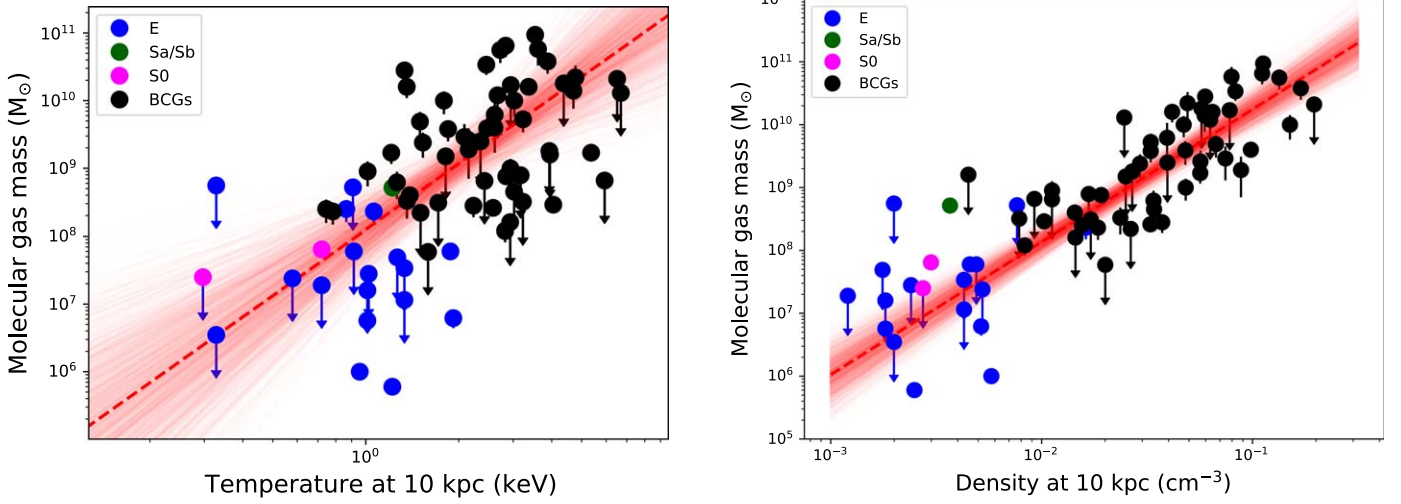 Molecular gas mass (M☉)
10¹¹
10¹⁰
10⁹
10⁸
10⁷
10⁶
E
Sa/Sb
S0
BCGs
10⁰
Temperature at 10 kpc (keV)
Molecular gas mass (M☉)
10¹¹
10¹⁰
10⁹
10⁸
10⁷
10⁶
10⁵
E
Sa/Sb
S0
BCGs
10⁻³
10⁻²
10⁻¹
Density at 10 kpc (cm⁻³)